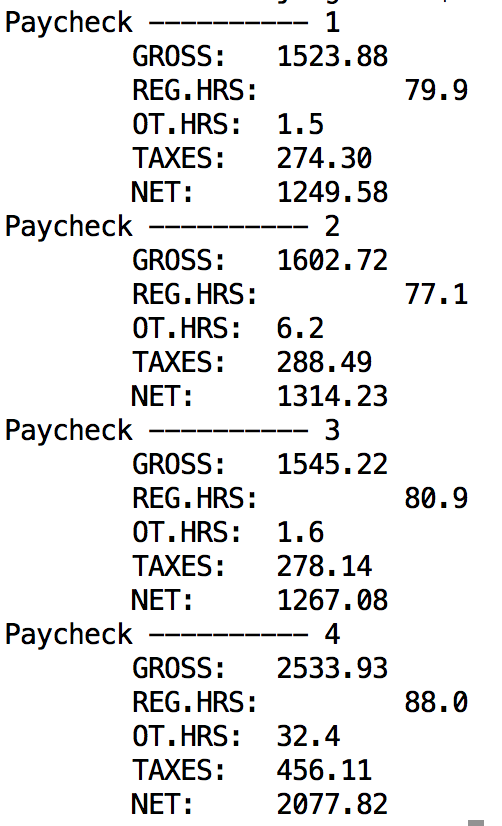 Paycheck ---------- 1
GROSS: 1523.88
REG.HRS: 79.9
OT.HRS: 1.5
TAXES: 274.30
NET: 1249.58
Paycheck ---------- 2
GROSS: 1602.72
REG.HRS: 77.1
OT.HRS: 6.2
TAXES: 288.49
NET: 1314.23
Paycheck ---------- 3
GROSS: 1545.22
REG.HRS: 80.9
OT.HRS: 1.6
TAXES: 278.14
NET: 1267.08
Paycheck ---------- 4
GROSS: 2533.93
REG.HRS: 88.0
OT.HRS: 32.4
TAXES: 456.11
NET: 2077.82